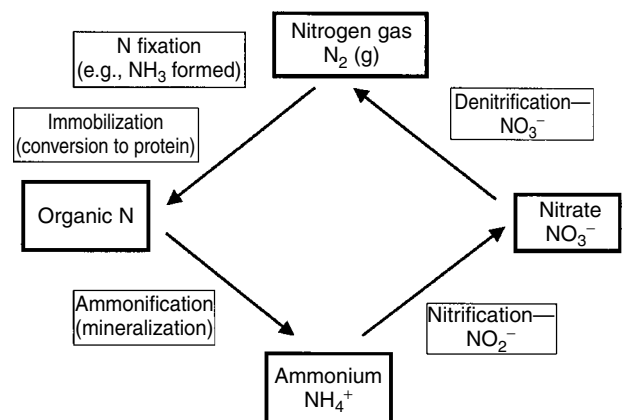 N fixation
(e.g., NH₃ formed)
Nitrogen gas
N₂ (g)
Immobilization
(conversion to protein)
Denitrification—
NO₃⁻
Organic N
Nitrate
NO₃⁻
Ammonification
(mineralization)
Nitrification—
NO₂⁻
Ammonium
NH₄⁺